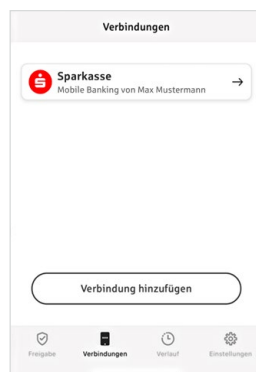 Verbindungen
Sparkasse
Mobile Banking von Max Mustermann
Verbindung hinzufügen
Freigabe Verbindungen Verlauf Einstellungen